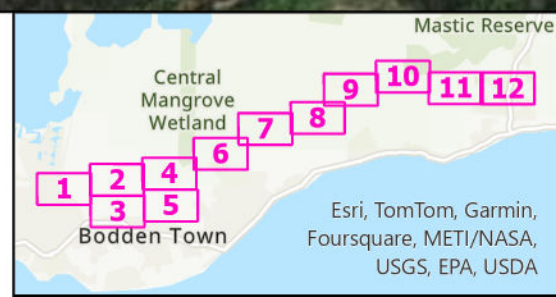 Mastic Reserve
Central
Mangrove
Wetland
9
10
11
12
8
7
6
4
2
1
5
3
Bodden Town
Esri, TomTom, Garmin,
Foursquare, METI/NASA,
USGS, EPA, USDA